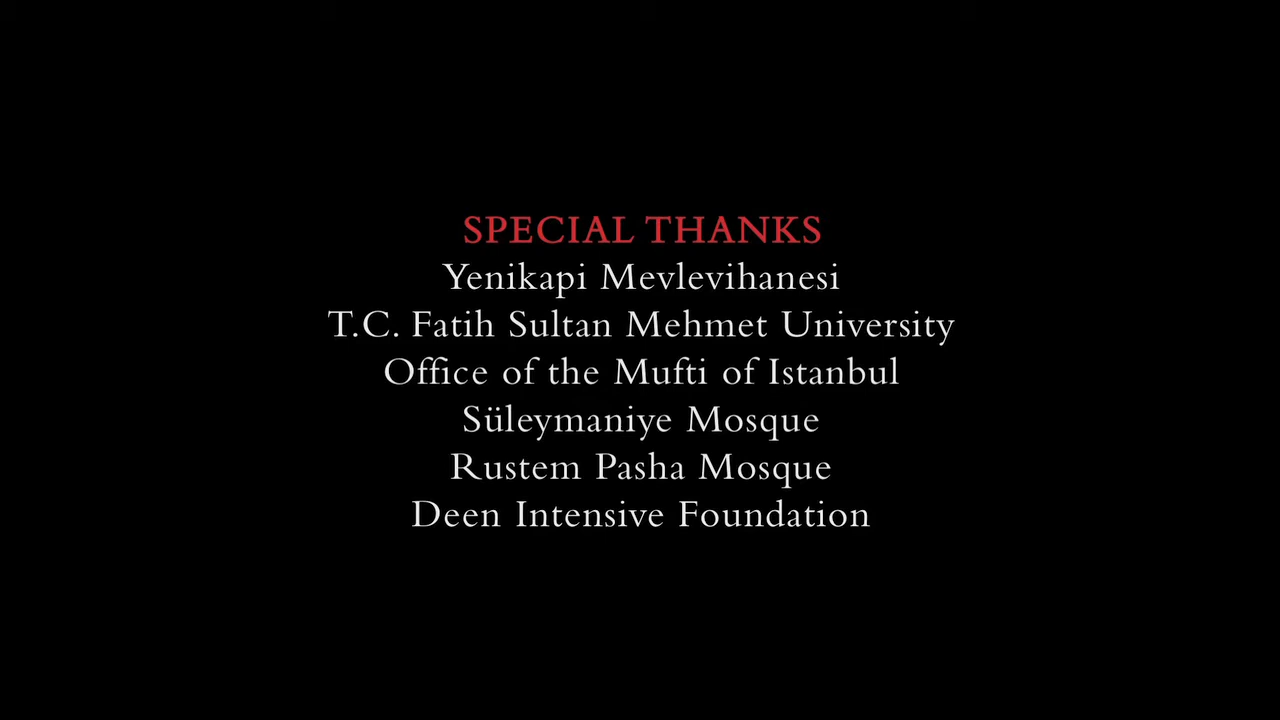 SPECIAL THANKS
Yenikapi Mevlevihanesi
T.C. Fatih Sultan Mehmet University
Office of the Mufti of Istanbul
Süleymaniye Mosque
Rustem Pasha Mosque
Deen Intensive Foundation